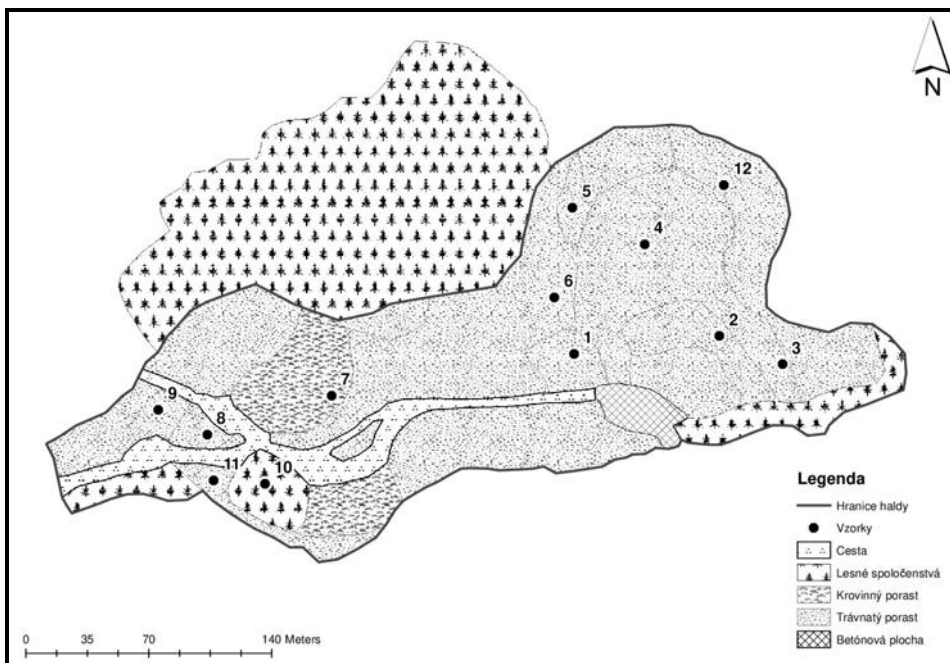 N
12
5
4
6
2
1
3
7
9
8
11
10
Legenda
Hranice haldy
Vzorky
Cesta
Lesné spoločenstvá
Krovinný porast
Trávnatý porast
Betónová plocha
0 35 70 140 Meters